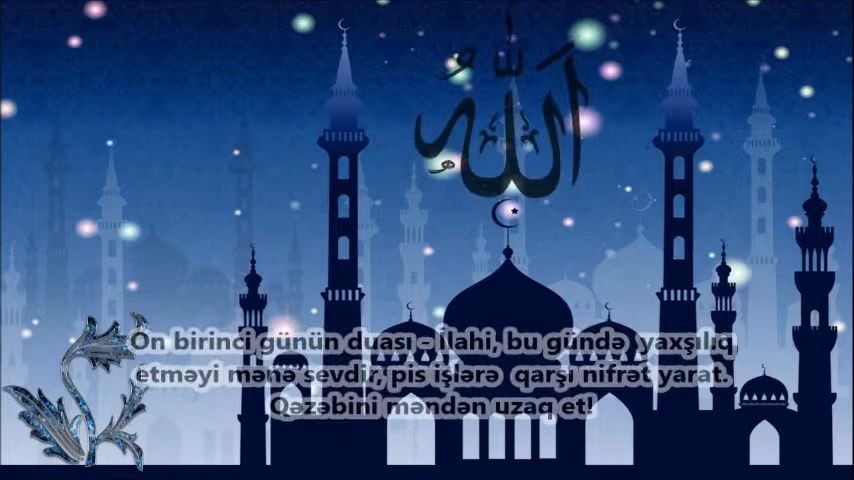 الله
On birinci günün duası - İlahi, bu gündə yaxşılıq
etməyi mənə sevdir, pis işlərə qarşı nifrət yarat.
Qəzəbini məndən uzaq et!